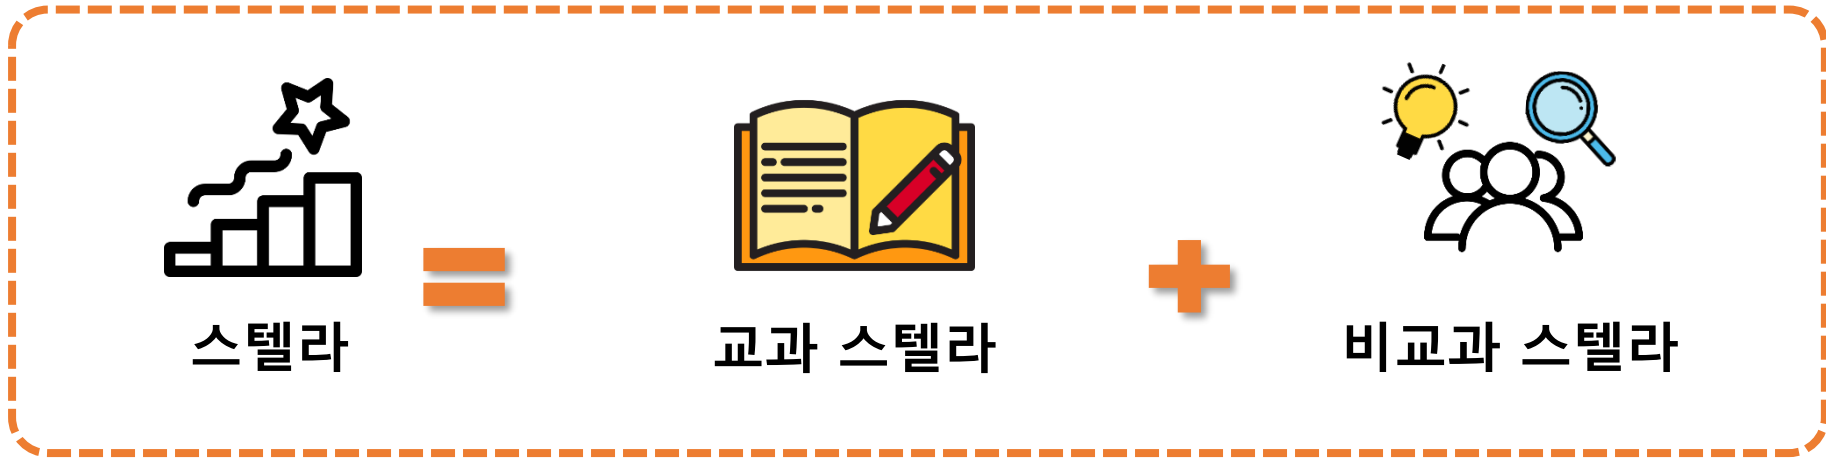 스텔라 = 교과 스텔라 + 비교과 스텔라